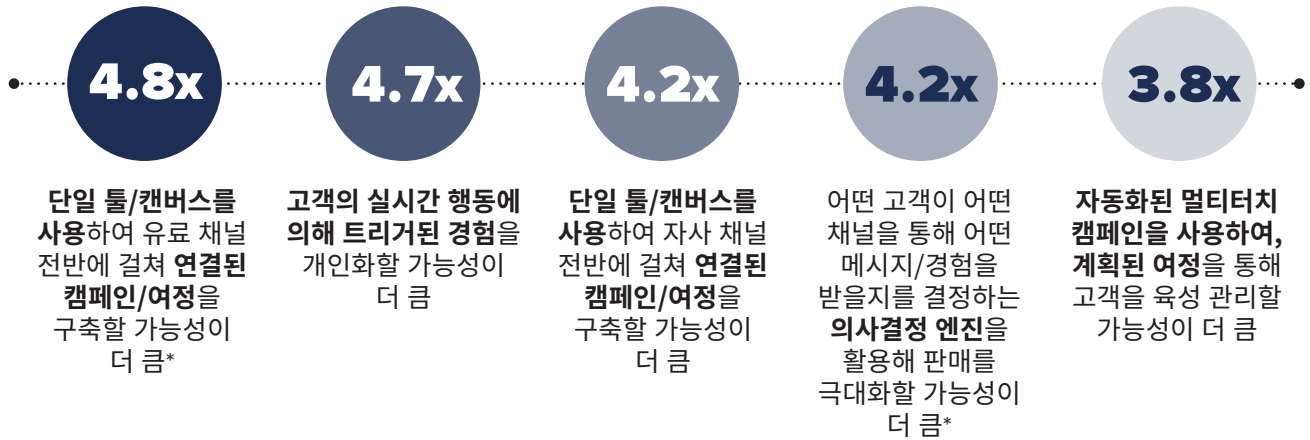 4.8x
단일 툴/캔버스를
사용하여 유료 채널
전반에 걸쳐 연결된
캠페인/여정을
구축할 가능성이
더 큼*
4.7x
고객의 실시간 행동에
의해 트리거된 경험을
개인화할 가능성이
더 큼
4.2x
단일 툴/캔버스를
사용하여 자사 채널
전반에 걸쳐 연결된
캠페인/여정을
구축할 가능성이
더 큼
4.2x
어떤 고객이 어떤
채널을 통해 어떤
메시지/경험을
받을지를 결정하는
의사결정 엔진을
활용해 판매를
극대화할 가능성이
더 큼*
3.8x
자동화된 멀티터치
캠페인을 사용하여,
계획된 여정을 통해
고객을 육성 관리할
가능성이 더 큼